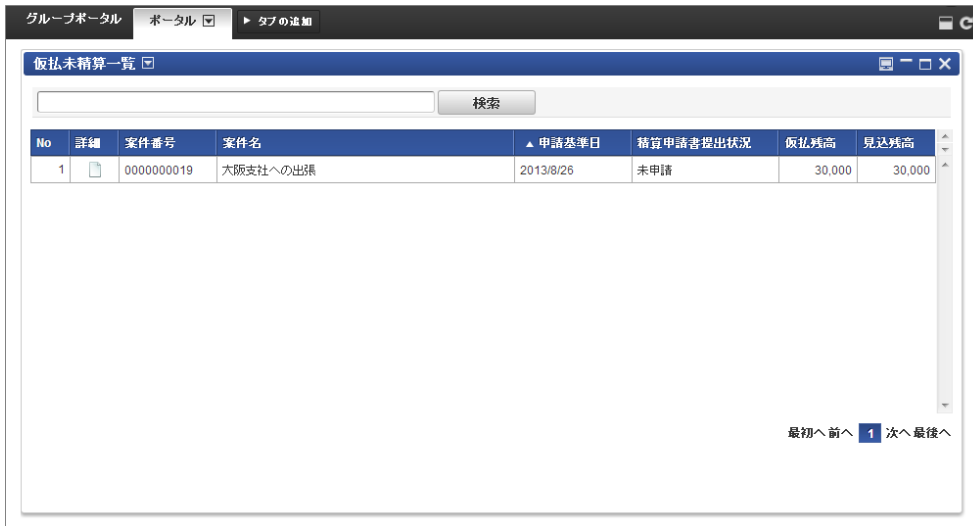 グループポータル ポータル ▶ タブの追加
仮払未精算一覧
検索
No 詳細 案件番号 案件名 ▲ 申請基準日 精算申請書提出状況 仮払残高 見込残高
1 0000000019 大阪支社への出張 2013/8/26 未申請 30,000 30,000
最初へ 前へ 1 次へ 最後へ